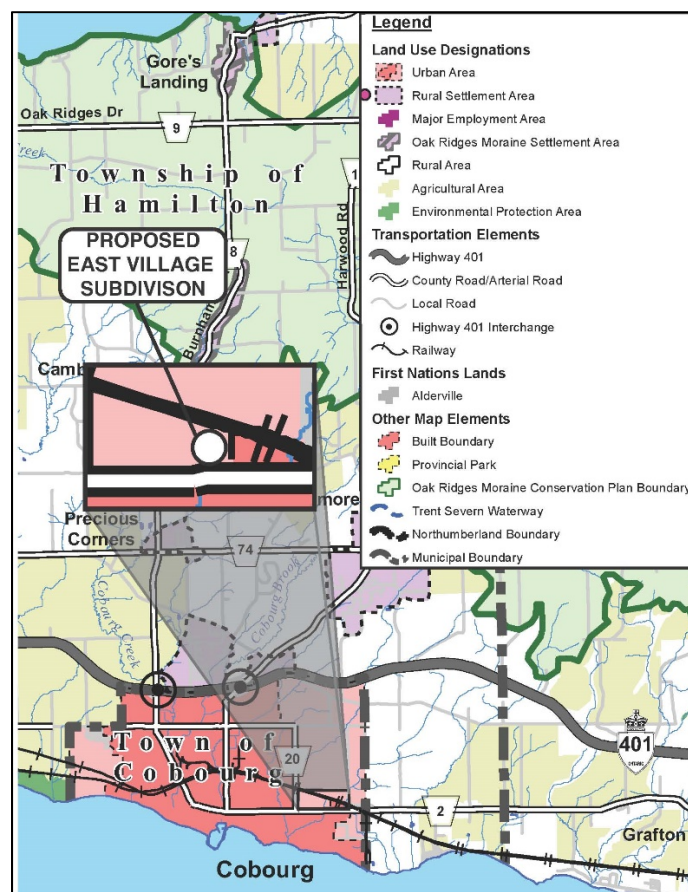 Gore's
Landing
Oak Ridges Dr
9
Creek
Township of
Hamilton
PROPOSED
EAST VILLAGE
SUBDIVISON
8
1
Harwood Rd
Burnham
Camb
more
Precious
Corners
74
Cobourg Creek
Cobourg Brook
Town of
Cobourg
20
2
401
Grafton
Cobourg
Legend
Land Use Designations
Urban Area
Rural Settlement Area
Major Employment Area
Oak Ridges Moraine Settlement Area
Rural Area
Agricultural Area
Environmental Protection Area
Transportation Elements
Highway 401
County Road/Arterial Road
Local Road
Highway 401 Interchange
Railway
First Nations Lands
Alderville
Other Map Elements
Built Boundary
Provincial Park
Oak Ridges Moraine Conservation Plan Boundary
Trent Severn Waterway
Northumberland Boundary
Municipal Boundary